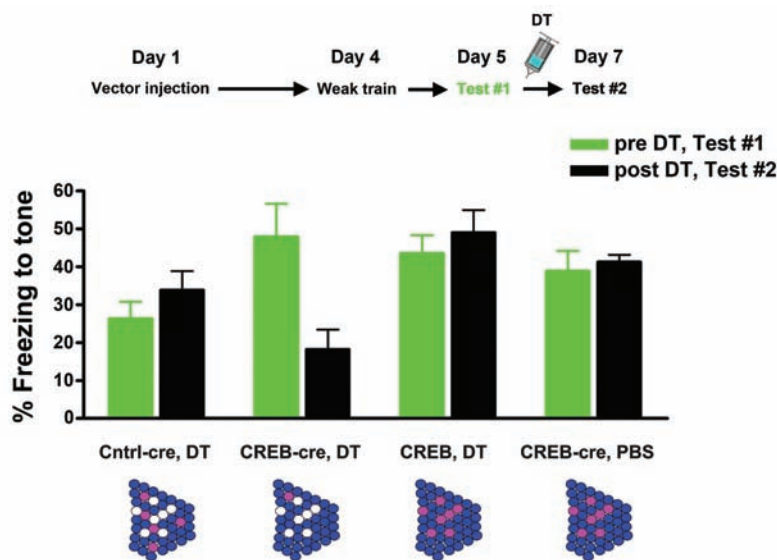 DT
Day 1 Day 4 Day 5 Day 7
Vector injection Weak train Test #1 Test #2
pre DT, Test #1
post DT, Test #2
% Freezing to tone
60
50
40
30
20
10
0
Cntrl-cre, DT CREB-cre, DT CREB, DT CREB-cre, PBS